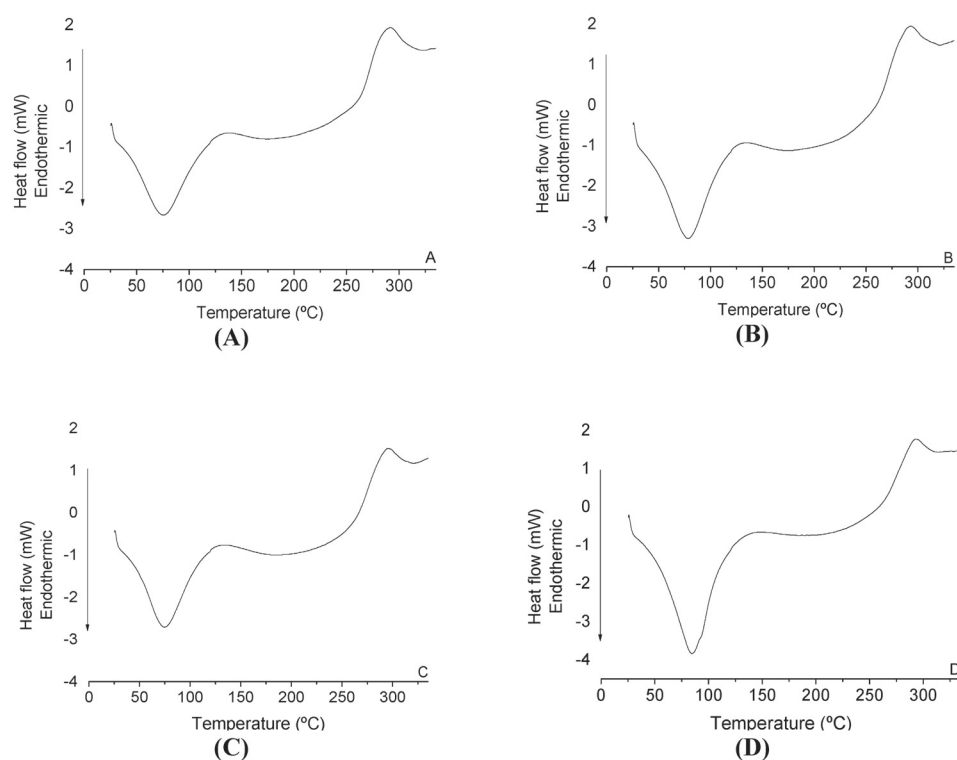 2
1
0
-1
-2
-3
-4
Heat flow (mW)
Endothermic
0 50 100 150 200 250 300
Temperature (ºC)
A
(A)
2
1
0
-1
-2
-3
-4
Heat flow (mW)
Endothermic
0 50 100 150 200 250 300
Temperature (ºC)
B
(B)
2
1
0
-1
-2
-3
-4
Heat flow (mW)
Endothermic
0 50 100 150 200 250 300
Temperature (ºC)
C
(C)
2
1
0
-1
-2
-3
-4
Heat flow (mW)
Endothermic
0 50 100 150 200 250 300
Temperature (ºC)
D
(D)